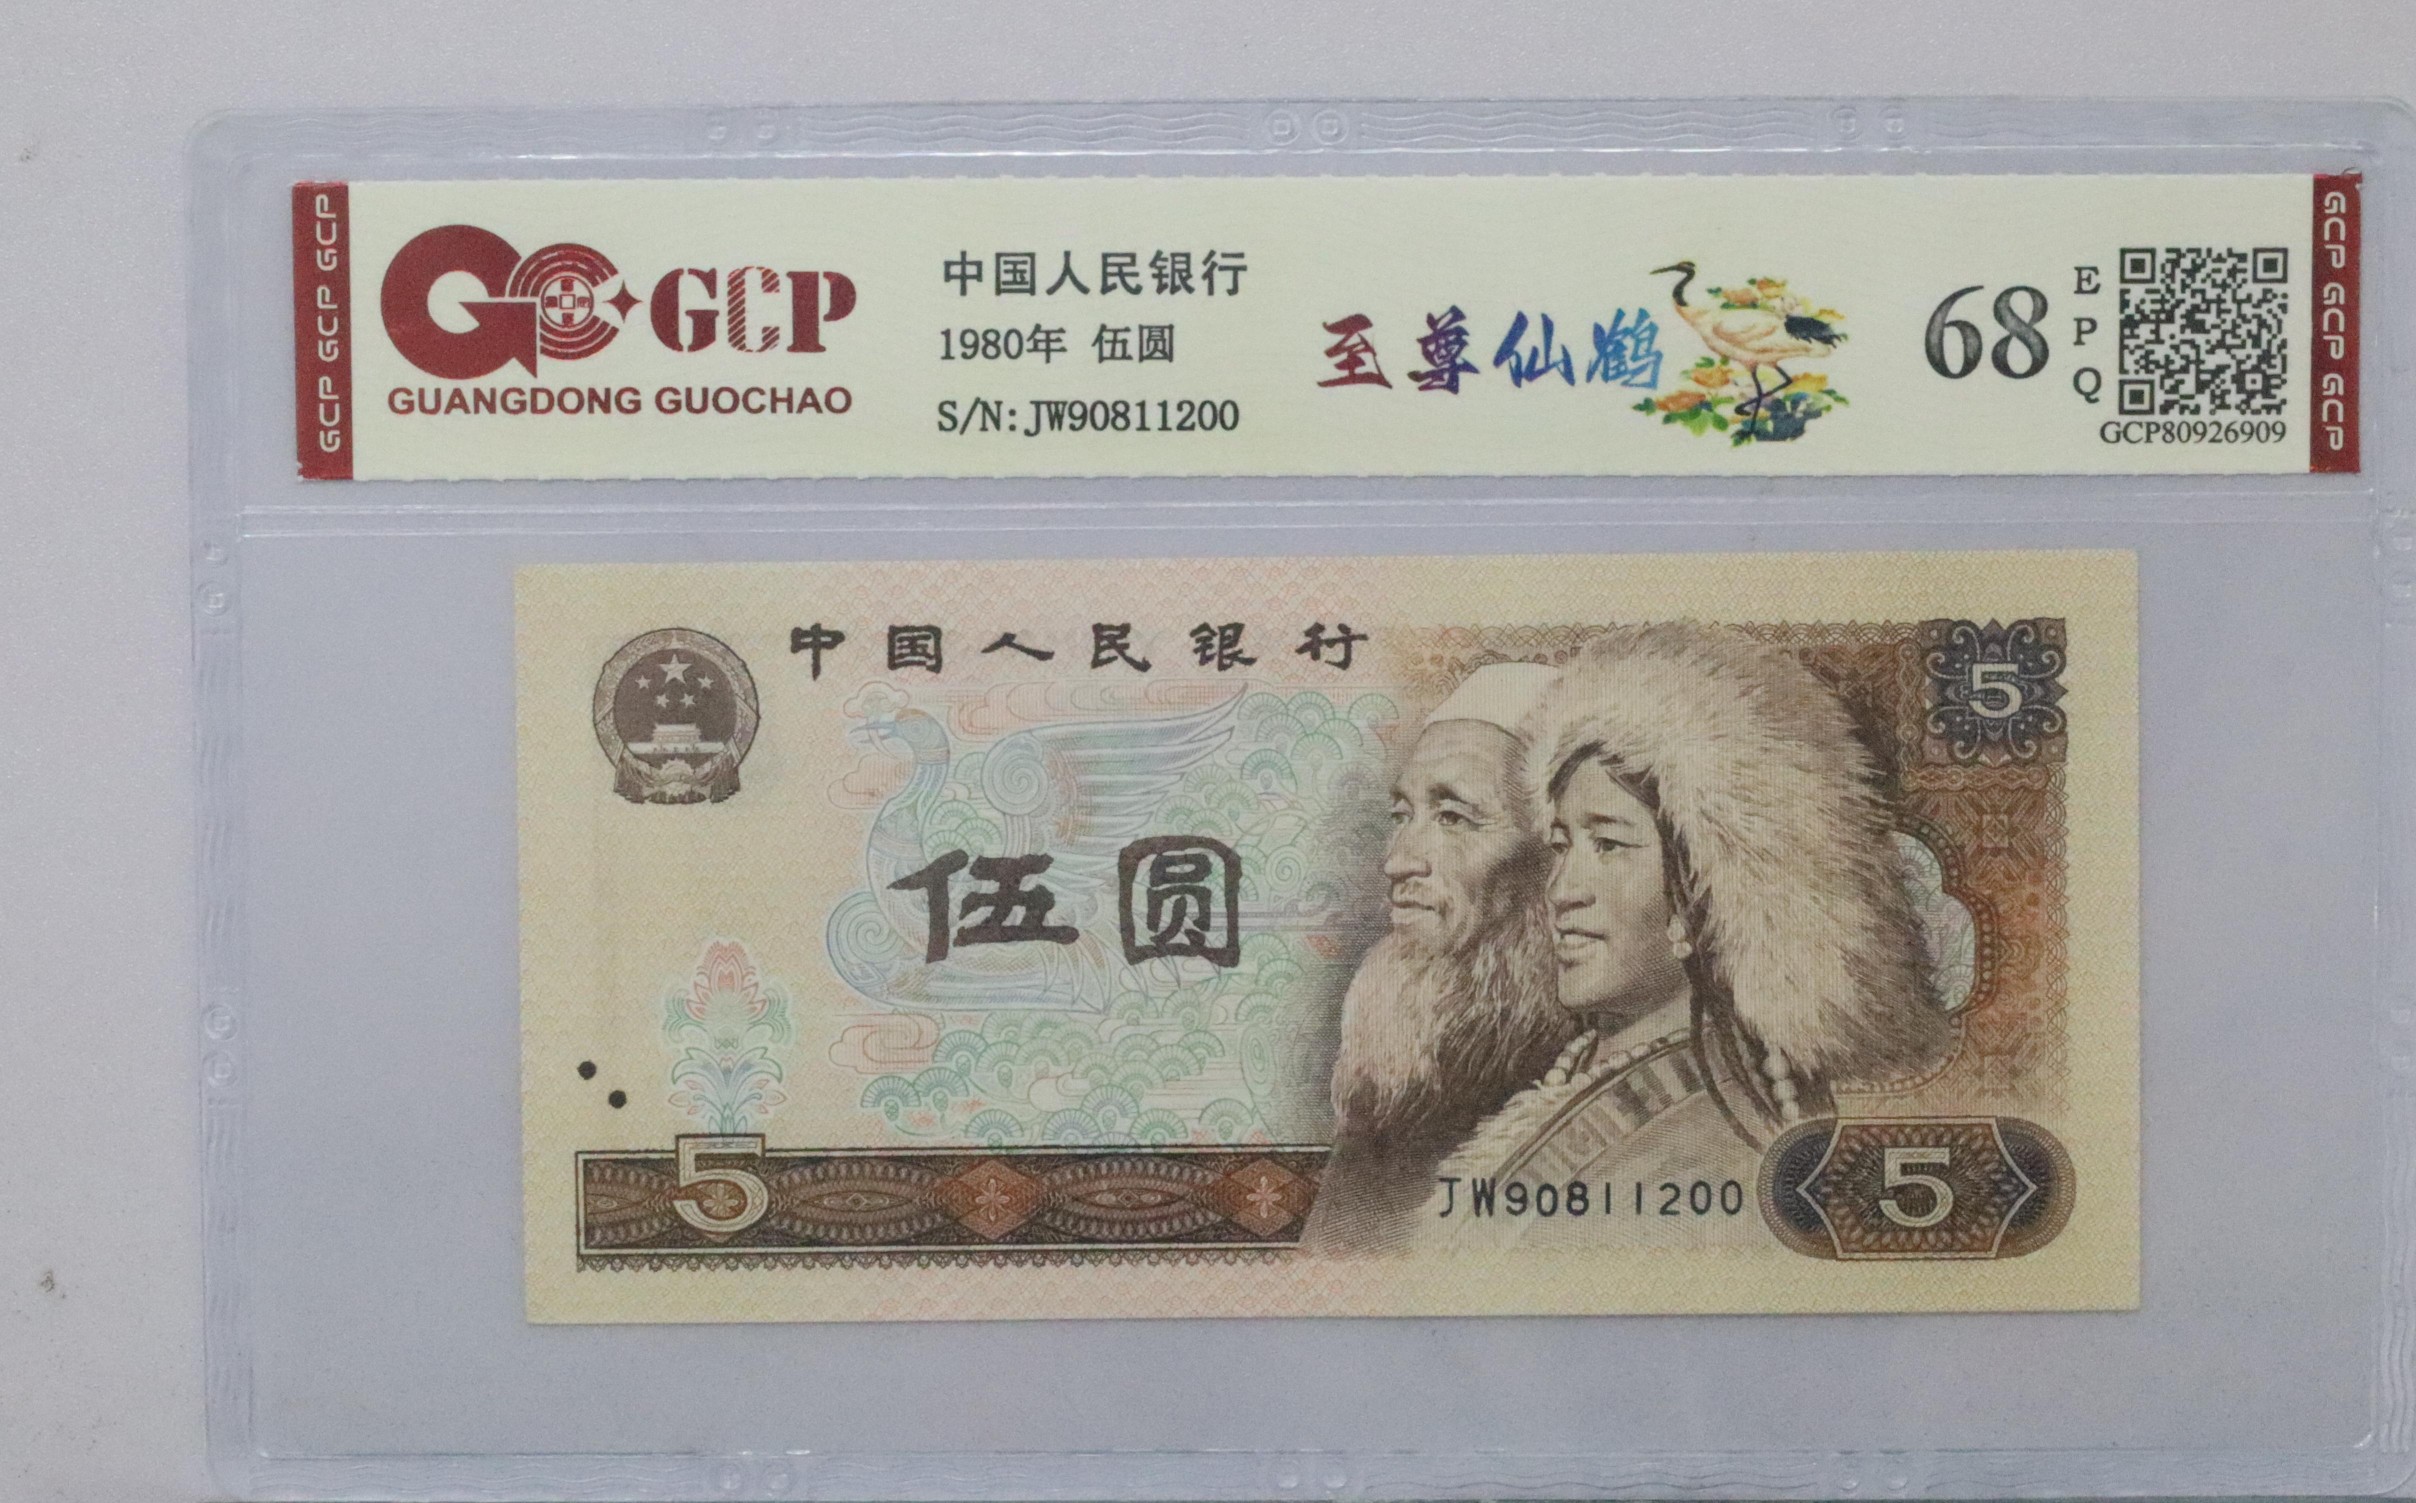 GCP GCP GCP
GCP
GUANGDONG GUOCHAO
中国人民银行
1980年 伍圆
S/N:JW90811200
至尊仙鹤
68
EPQ
GCP80926909
GCP GCP GCP
中国人民银行
5
伍圆
5
JW90811200
5